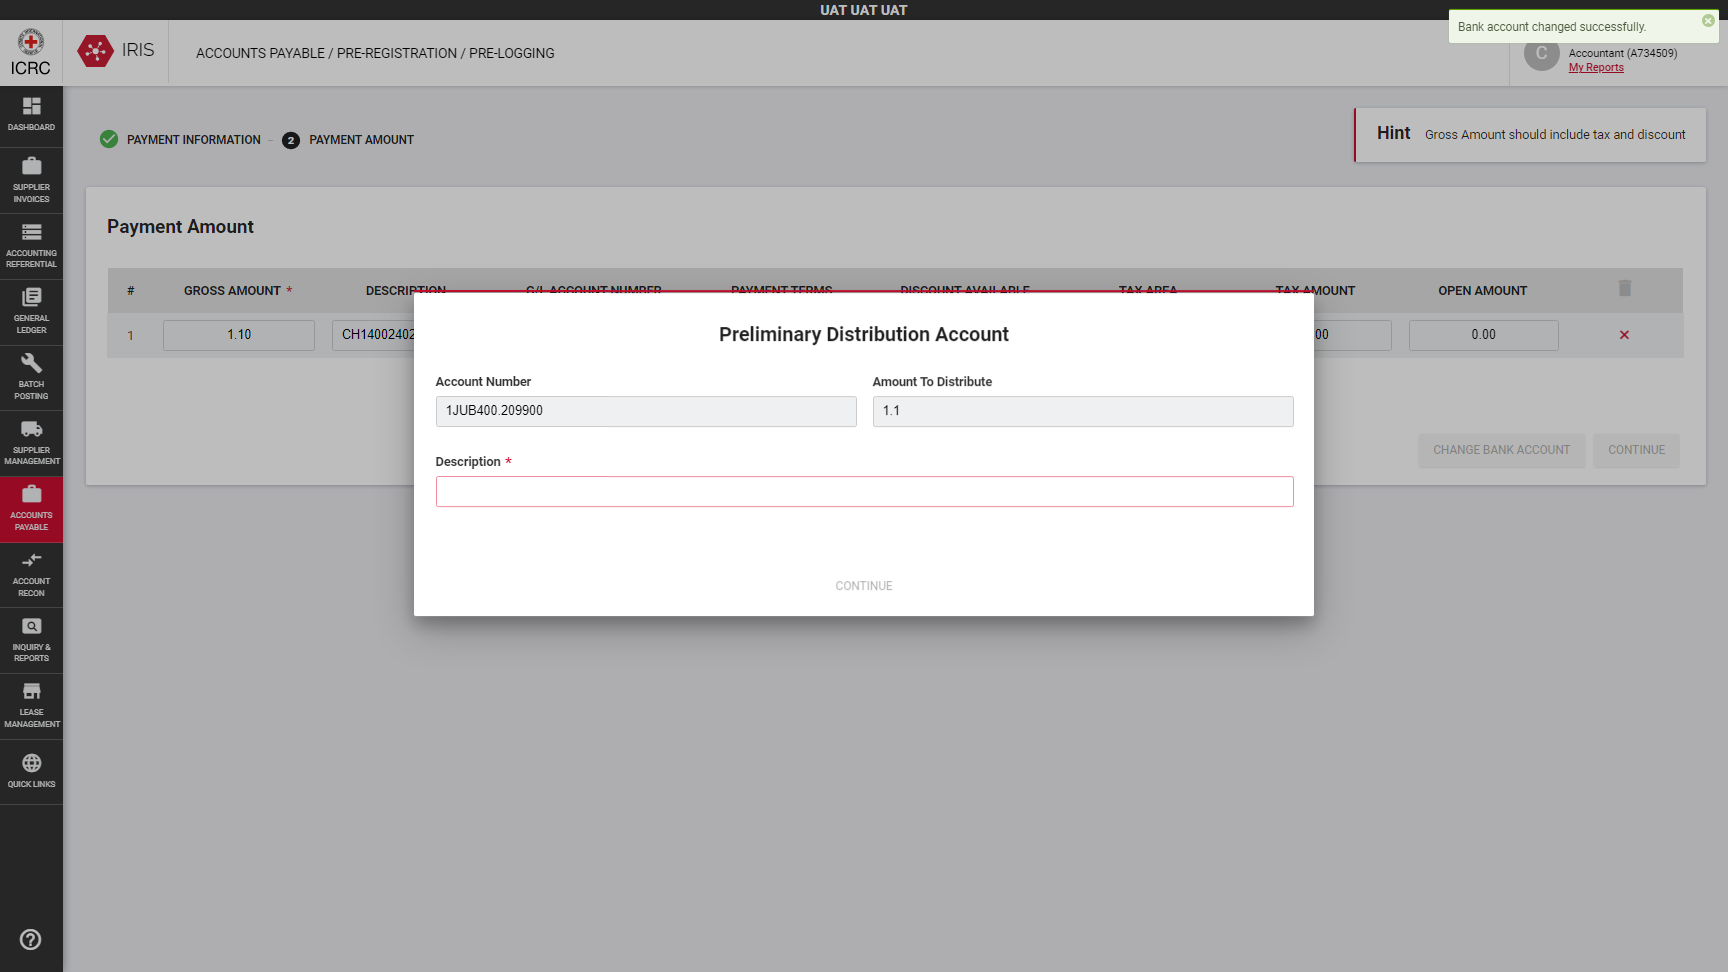 UAT UAT UAT
Bank account changed successfully.
ICRC
IRIS
ACCOUNTS PAYABLE / PRE-REGISTRATION / PRE-LOGGING
C
Accountant (A734509)
My Reports
DASHBOARD
SUPPLIER
INVOICES
ACCOUNTING
REFERENTIAL
GENERAL
LEDGER
BATCH
POSTING
SUPPLIER
MANAGEMENT
ACCOUNTS
PAYABLE
ACCOUNT
RECON
INQUIRY &
REPORTS
LEASE
MANAGEMENT
QUICK LINKS
PAYMENT INFORMATION - 2 PAYMENT AMOUNT
Hint Gross Amount should include tax and discount
Payment Amount
# GROSS AMOUNT * DESCRIPTION G/L ACCOUNT NUMBER PAYMENT TERMS DISCOUNT AVAILABLE TAX AREA TAX AMOUNT OPEN AMOUNT
1 1.10 CH1400240 00 0.00
CHANGE BANK ACCOUNT CONTINUE
Preliminary Distribution Account
Account Number Amount To Distribute
1JUB400.209900 1.1
Description *
CONTINUE